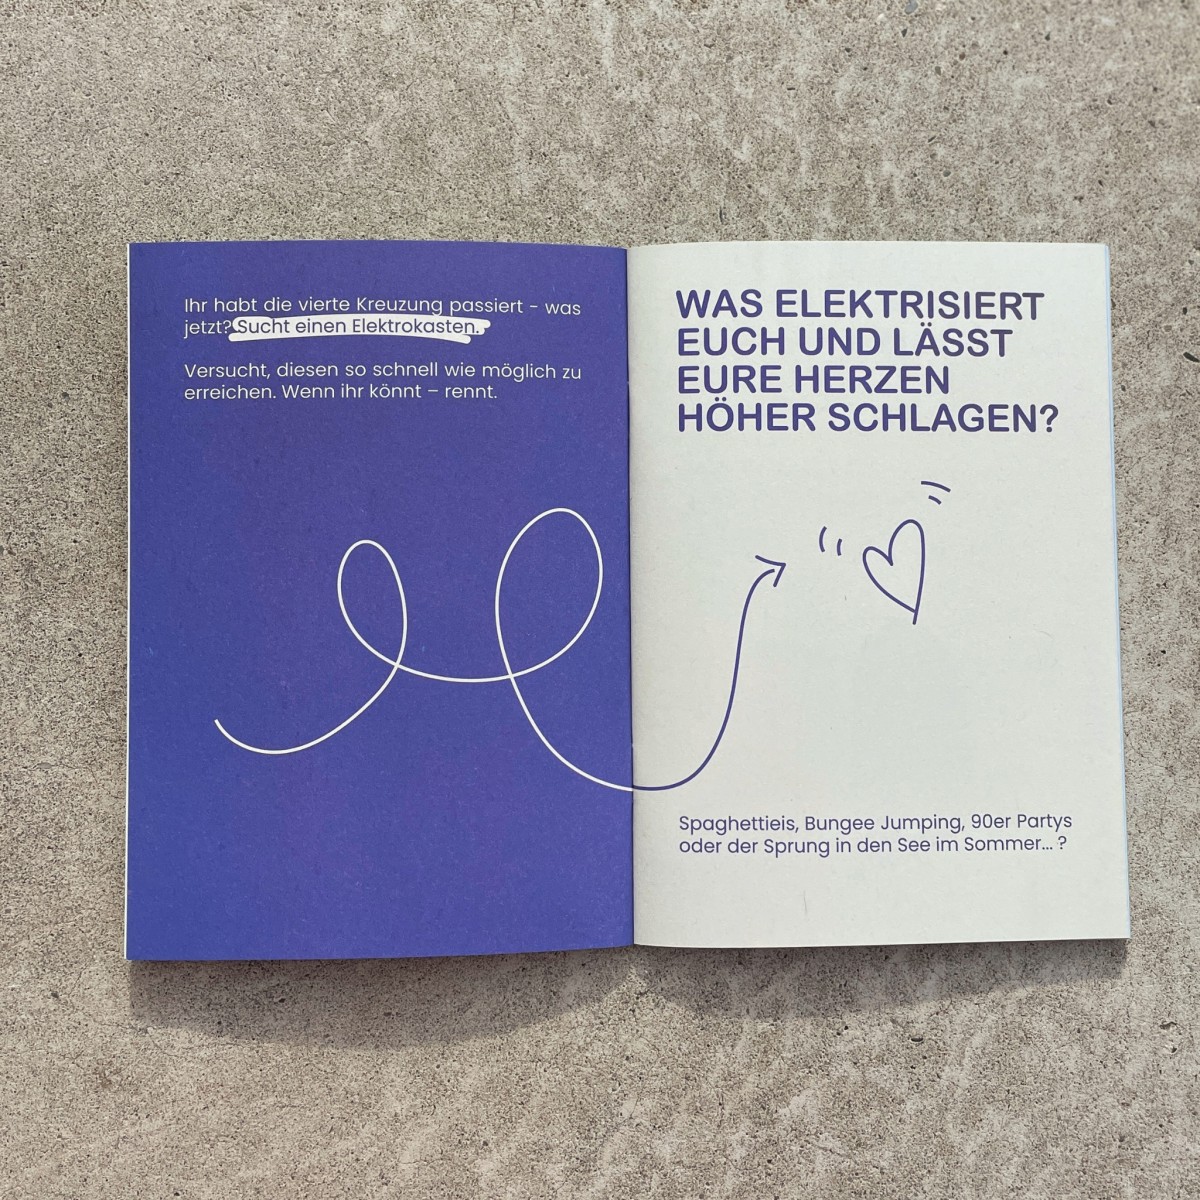 Ihr habt die vierte Kreuzung passiert - was
jetzt? Sucht einen Elektrokasten.
Versucht, diesen so schnell wie möglich zu
erreichen. Wenn ihr könnt – rennt.
WAS ELEKTRISIERT
EUCH UND LÄSST
EURE HERZEN
HÖHER SCHLAGEN?
Spaghettieis, Bungee Jumping, 90er Partys
oder der Sprung in den See im Sommer... ?